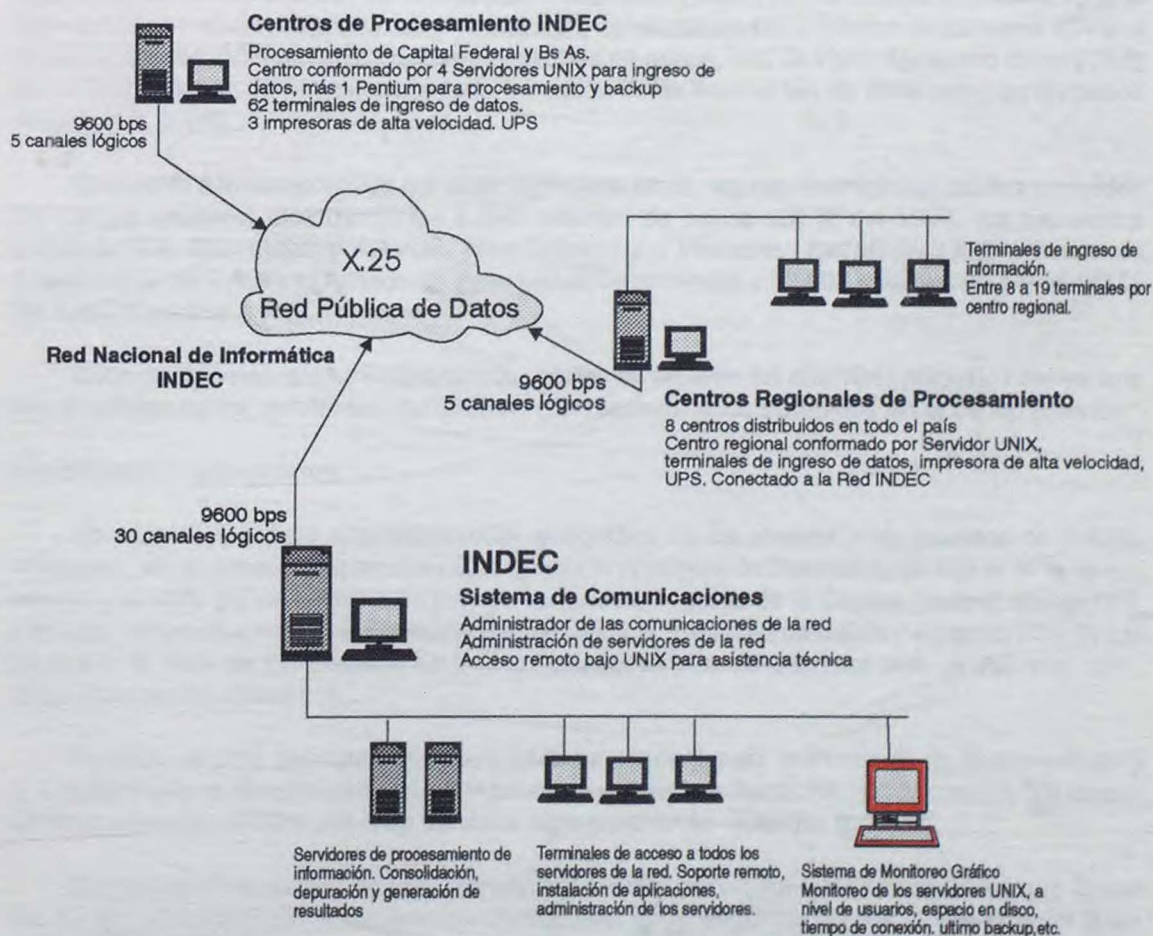 Centros de Procesamiento INDEC
Procesamiento de Capital Federal y Bs As.
Centro conformado por 4 Servidores UNIX para ingreso de
datos, más 1 Pentium para procesamiento y backup
62 terminales de ingreso de datos.
3 impresoras de alta velocidad. UPS
9600 bps
5 canales lógicos
X.25
Red Pública de Datos
Terminales de ingreso de
información.
Entre 8 a 19 terminales por
centro regional.
Red Nacional de Informática
INDEC
9600 bps
5 canales lógicos
Centros Regionales de Procesamiento
8 centros distribuidos en todo el país
Centro regional conformado por Servidor UNIX,
terminales de ingreso de datos, impresora de alta velocidad,
UPS. Conectado a la Red INDEC
9600 bps
30 canales lógicos
INDEC
Sistema de Comunicaciones
Administrador de las comunicaciones de la red
Administración de servidores de la red
Acceso remoto bajo UNIX para asistencia técnica
Servidores de procesamiento de
información. Consolidación,
depuración y generación de
resultados
Terminales de acceso a todos los
servidores de la red. Soporte remoto,
instalación de aplicaciones,
administración de los servidores.
Sistema de Monitoreo Gráfico
Monitoreo de los servidores UNIX, a
nivel de usuarios, espacio en disco,
tiempo de conexión. ultimo backup,etc.